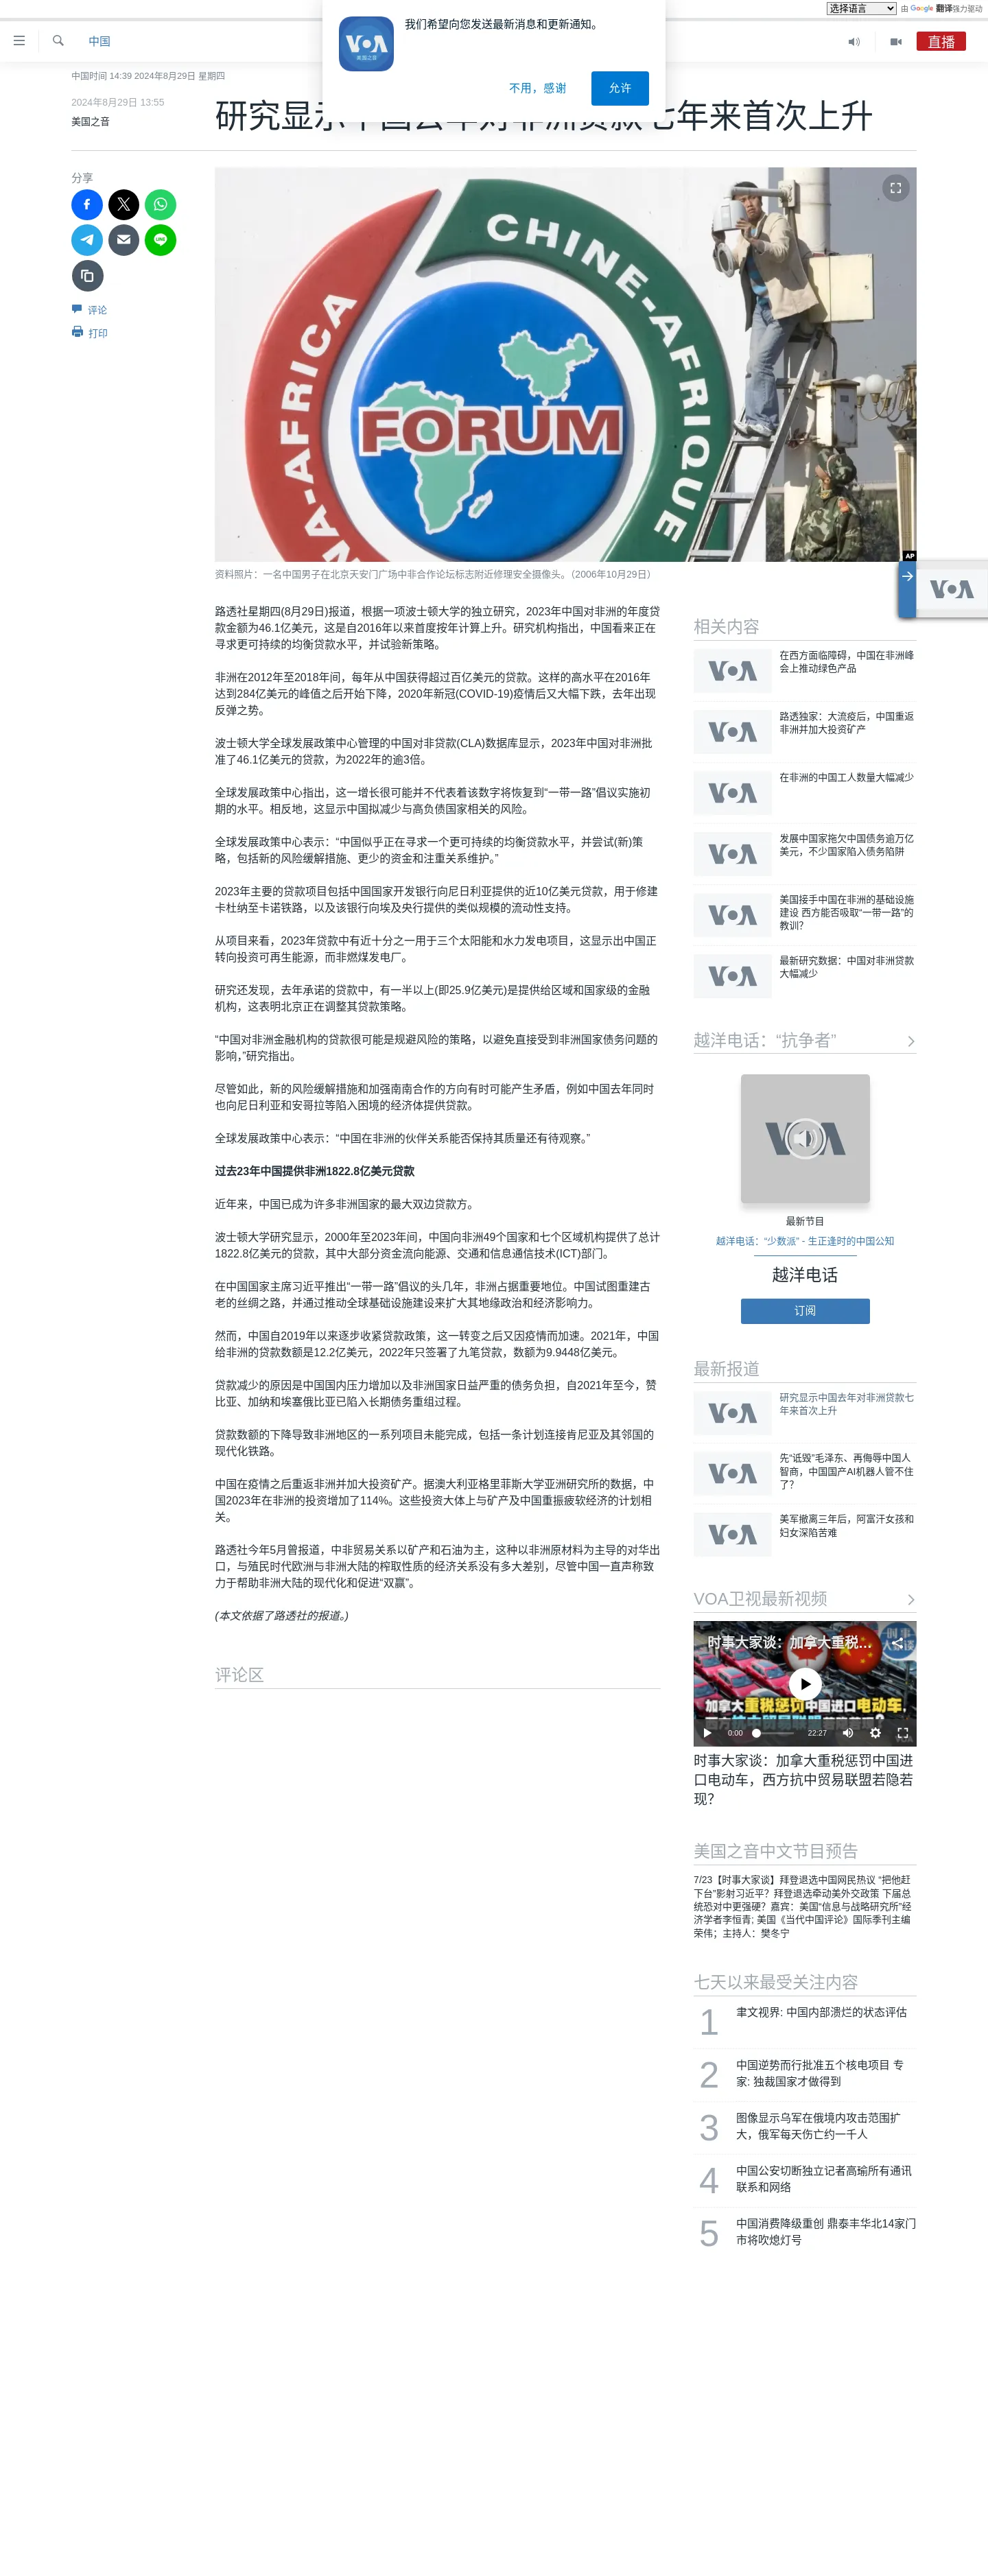 选择语言
由 Google 翻译强力驱动
我们希望向您发送最新消息和更新通知。
VOA
美国之音
不用，感谢
允许
中国
直播
中国时间 14:39 2024年8月29日 星期四
2024年8月29日 13:55
美国之音
研究显示中国去年对非洲贷款七年来首次上升
分享
评论
打印
CHINE-AFRIQUE
CHINA-AFRICA
FORUM
AP
资料照片：一名中国男子在北京天安门广场中非合作论坛标志附近修理安全摄像头。（2006年10月29日）
VOA
路透社星期四(8月29日)报道，根据一项波士顿大学的独立研究，2023年中国对非洲的年度贷
款金额为46.1亿美元，这是自2016年以来首度按年计算上升。研究机构指出，中国看来正在
寻求更可持续的均衡贷款水平，并试验新策略。
非洲在2012年至2018年间，每年从中国获得超过百亿美元的贷款。这样的高水平在2016年
达到284亿美元的峰值之后开始下降，2020年新冠(COVID-19)疫情后又大幅下跌，去年出现
反弹之势。
波士顿大学全球发展政策中心管理的中国对非贷款(CLA)数据库显示，2023年中国对非洲批
准了46.1亿美元的贷款，为2022年的逾3倍。
全球发展政策中心指出，这一增长很可能并不代表着该数字将恢复到“一带一路”倡议实施初
期的水平。相反地，这显示中国拟减少与高负债国家相关的风险。
全球发展政策中心表示：“中国似乎正在寻求一个更可持续的均衡贷款水平，并尝试(新)策
略，包括新的风险缓解措施、更少的资金和注重关系维护。”
2023年主要的贷款项目包括中国国家开发银行向尼日利亚提供的近10亿美元贷款，用于修建
卡杜纳至卡诺铁路，以及该银行向埃及央行提供的类似规模的流动性支持。
从项目来看，2023年贷款中有近十分之一用于三个太阳能和水力发电项目，这显示出中国正
转向投资可再生能源，而非燃煤发电厂。
研究还发现，去年承诺的贷款中，有一半以上(即25.9亿美元)是提供给区域和国家级的金融
机构，这表明北京正在调整其贷款策略。
“中国对非洲金融机构的贷款很可能是规避风险的策略，以避免直接受到非洲国家债务问题的
影响，”研究指出。
尽管如此，新的风险缓解措施和加强南南合作的方向有时可能产生矛盾，例如中国去年同时
也向尼日利亚和安哥拉等陷入困境的经济体提供贷款。
全球发展政策中心表示：“中国在非洲的伙伴关系能否保持其质量还有待观察。”
过去23年中国提供非洲1822.8亿美元贷款
近年来，中国已成为许多非洲国家的最大双边贷款方。
波士顿大学研究显示，2000年至2023年间，中国向非洲49个国家和七个区域机构提供了总计
1822.8亿美元的贷款，其中大部分资金流向能源、交通和信息通信技术(ICT)部门。
在中国国家主席习近平推出“一带一路”倡议的头几年，非洲占据重要地位。中国试图重建古
老的丝绸之路，并通过推动全球基础设施建设来扩大其地缘政治和经济影响力。
然而，中国自2019年以来逐步收紧贷款政策，这一转变之后又因疫情而加速。2021年，中国
给非洲的贷款数额是12.2亿美元，2022年只签署了九笔贷款，数额为9.9448亿美元。
贷款减少的原因是中国国内压力增加以及非洲国家日益严重的债务负担，自2021年至今，赞
比亚、加纳和埃塞俄比亚已陷入长期债务重组过程。
贷款数额的下降导致非洲地区的一系列项目未能完成，包括一条计划连接肯尼亚及其邻国的
现代化铁路。
中国在疫情之后重返非洲并加大投资矿产。据澳大利亚格里菲斯大学亚洲研究所的数据，中
国2023年在非洲的投资增加了114%。这些投资大体上与矿产及中国重振疲软经济的计划相
关。
路透社今年5月曾报道，中非贸易关系以矿产和石油为主，这种以非洲原材料为主导的对华出
口，与殖民时代欧洲与非洲大陆的榨取性质的经济关系没有多大差别，尽管中国一直声称致
力于帮助非洲大陆的现代化和促进“双赢”。
(本文依据了路透社的报道。)
评论区
相关内容
VOA
在西方面临障碍，中国在非洲峰
会上推动绿色产品
VOA
路透独家：大流疫后，中国重返
非洲并加大投资矿产
VOA
在非洲的中国工人数量大幅减少
VOA
发展中国家拖欠中国债务逾万亿
美元，不少国家陷入债务陷阱
VOA
美国接手中国在非洲的基础设施
建设 西方能否吸取“一带一路”的
教训？
VOA
最新研究数据：中国对非洲贷款
大幅减少
越洋电话：“抗争者”
VOA
最新节目
越洋电话：“少数派” - 生正逢时的中国公知
越洋电话
订阅
最新报道
VOA
研究显示中国去年对非洲贷款七
年来首次上升
VOA
先“诋毁”毛泽东、再侮辱中国人
智商，中国国产AI机器人管不住
了？
VOA
美军撤离三年后，阿富汗女孩和
妇女深陷苦难
VOA卫视最新视频
时事大家谈：加拿大重税...
加拿大重税惩罚中国进口电动车，
0:00
22:27
时事大家谈：加拿大重税惩罚中国进
口电动车，西方抗中贸易联盟若隐若
现？
美国之音中文节目预告
7/23【时事大家谈】拜登退选中国网民热议 “把他赶
下台”影射习近平？拜登退选牵动美外交政策 下届总
统恐对中更强硬？嘉宾：美国“信息与战略研究所”经
济学者李恒青; 美国《当代中国评论》国际季刊主编
荣伟；主持人：樊冬宁
七天以来最受关注内容
1
聿文视界: 中国内部溃烂的状态评估
2
中国逆势而行批准五个核电项目 专
家: 独裁国家才做得到
3
图像显示乌军在俄境内攻击范围扩
大，俄军每天伤亡约一千人
4
中国公安切断独立记者高瑜所有通讯
联系和网络
5
中国消费降级重创 鼎泰丰华北14家门
市将吹熄灯号